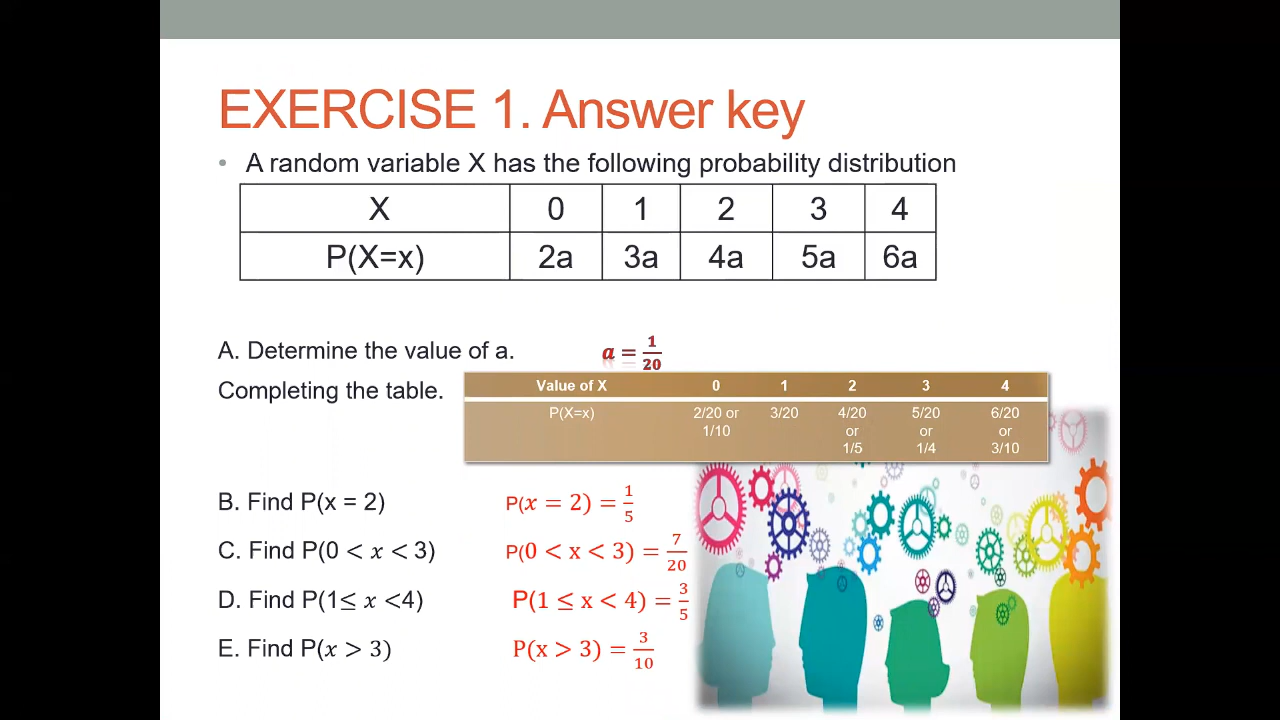 EXERCISE 1. Answer key
• A random variable X has the following probability distribution
X 0 1 2 3 4
P(X=x) 2a 3a 4a 5a 6a
A. Determine the value of a. a = 1/20
Completing the table.
Value of X 0 1 2 3 4
P(X=x) 2/20 or 1/10 3/20 4/20 or 1/5 5/20 or 1/4 6/20 or 3/10
B. Find P(x = 2) P(x = 2) = 1/5
C. Find P(0 < x < 3) P(0 < x < 3) = 7/20
D. Find P(1≤ x <4) P(1 ≤ x < 4) = 3/5
E. Find P(x > 3) P(x > 3) = 3/10